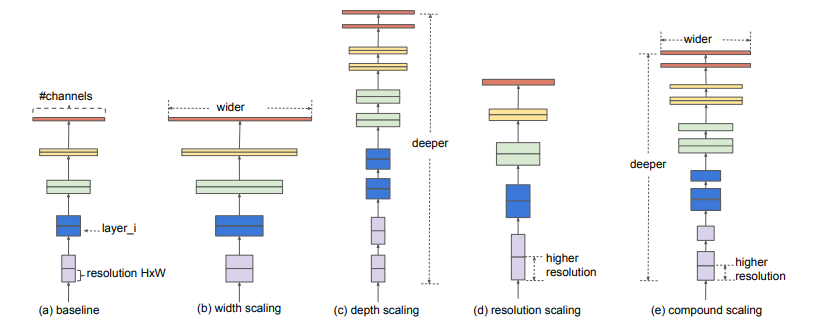 #channels
layer_i
resolution HxW
(a) baseline
wider
(b) width scaling
deeper
(c) depth scaling
higher
resolution
(d) resolution scaling
wider
deeper
higher
resolution
(e) compound scaling